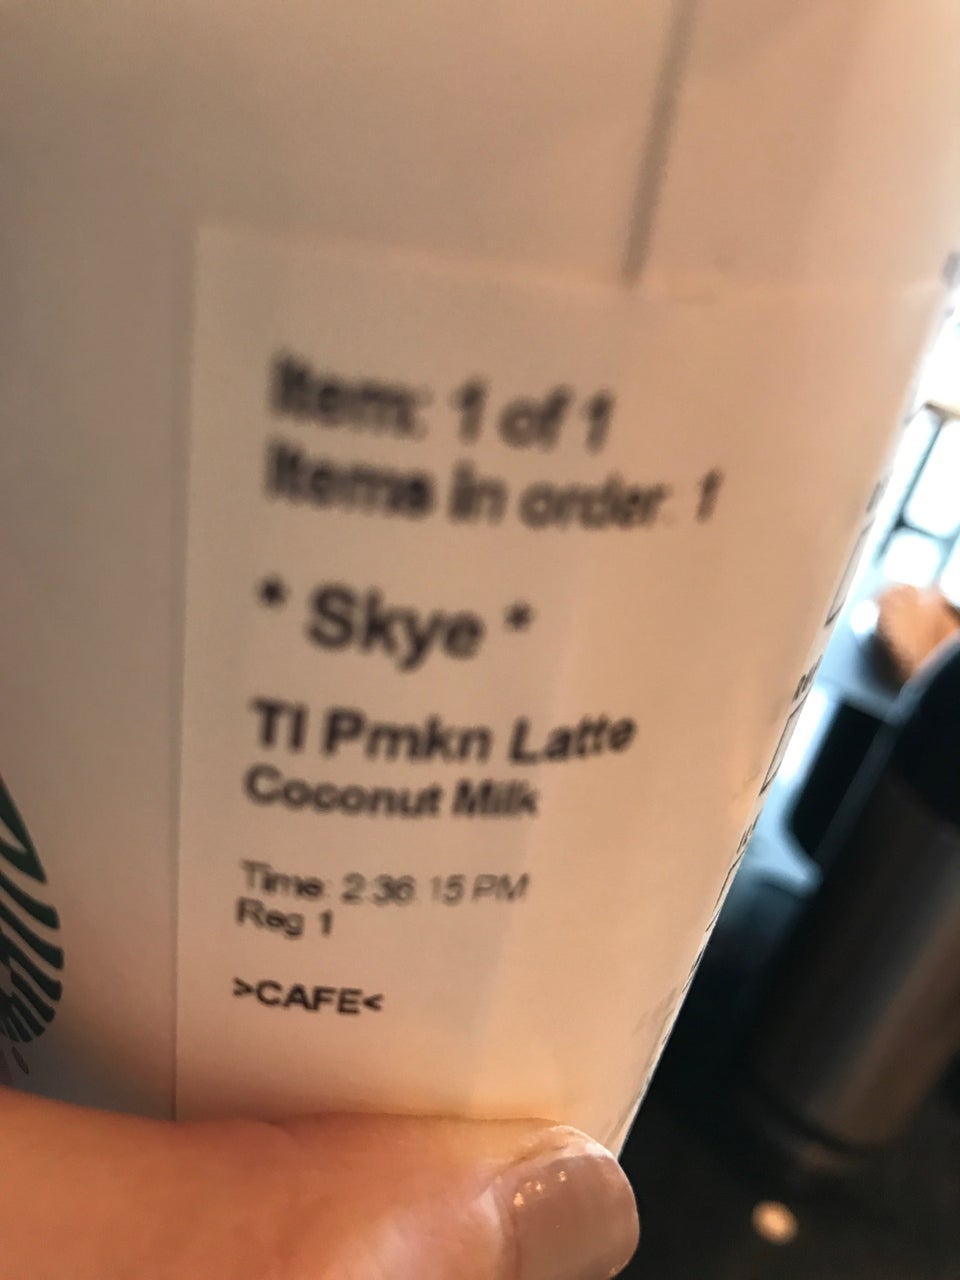 Item: 1 of 1
Items in order: 1
* Skye *
Tl Pmkn Latte
Coconut Milk
Time: 2:36:15 PM
Reg 1
>CAFE<